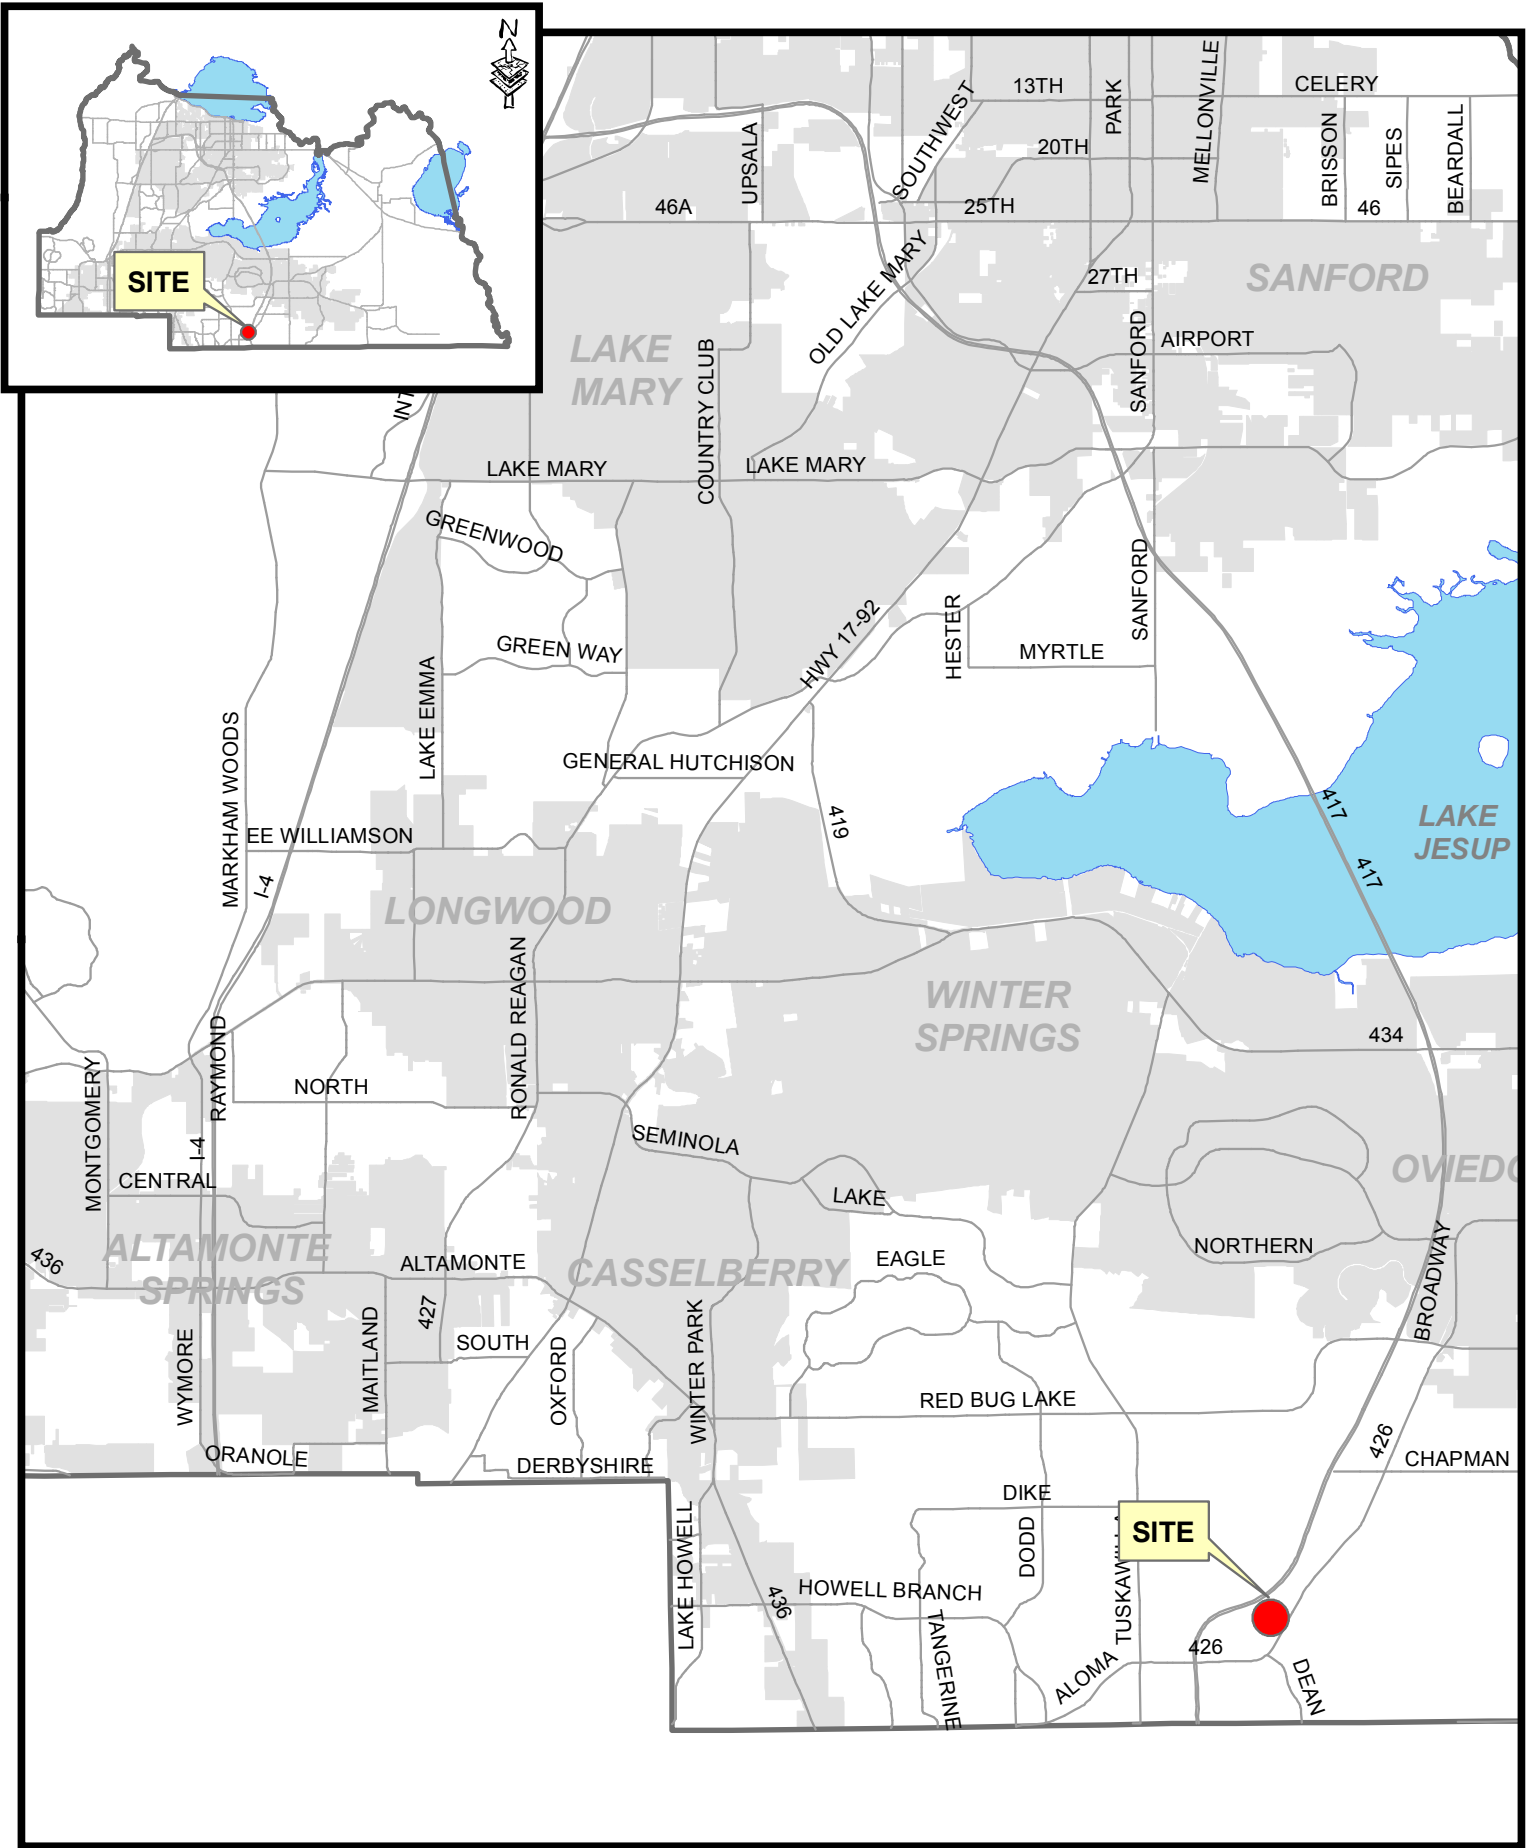 N
SITE
13TH
PARK
MELLONVILLE
CELERY
SOUTHWEST
UPSALA
20TH
BRISSON
SIPES
BEARDALL
46A
25TH
46
OLD LAKE MARY
27TH
SANFORD
LAKE
MARY
COUNTRY CLUB
SANFORD
AIRPORT
INT
LAKE MARY
LAKE MARY
GREENWOOD
SANFORD
HWY 17-92
HESTER
GREEN WAY
MYRTLE
LAKE EMMA
MARKHAM WOODS
GENERAL HUTCHISON
419
417
LAKE
JESUP
EE WILLIAMSON
417
I-4
LONGWOOD
RONALD REAGAN
WINTER
SPRINGS
434
RAYMOND
MONTGOMERY
NORTH
I-4
SEMINOLA
CENTRAL
OVIEDO
LAKE
436
ALTAMONTE
SPRINGS
ALTAMONTE
CASSELBERRY
EAGLE
NORTHERN
BROADWAY
427
WYMORE
MAITLAND
SOUTH
OXFORD
WINTER PARK
RED BUG LAKE
426
CHAPMAN
ORANOLE
DERBYSHIRE
DIKE
LAKE HOWELL
DODD
SITE
HOWELL BRANCH
436
TANGERINE
ALOMA
426
DEAN